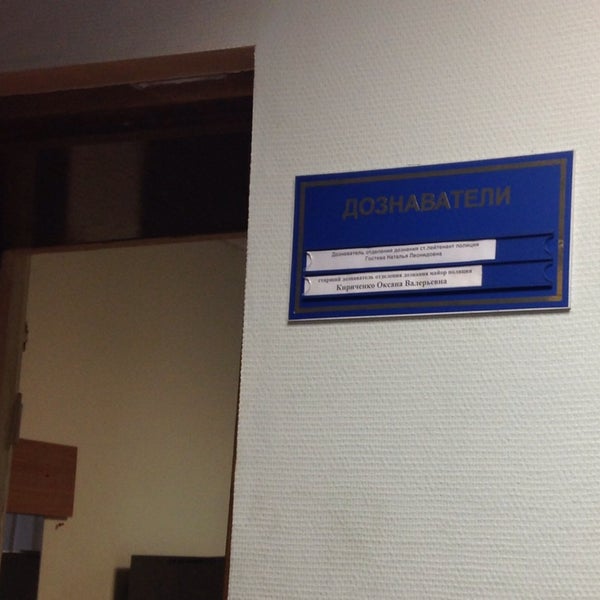 ДОЗНАВАТЕЛИ
Дознаватель отделения дознания ст.лейтенант полиции
Гостева Наталья Леонидовна
старший дознаватель отделения дознания майор полиции
Кириченко Оксана Валерьевна